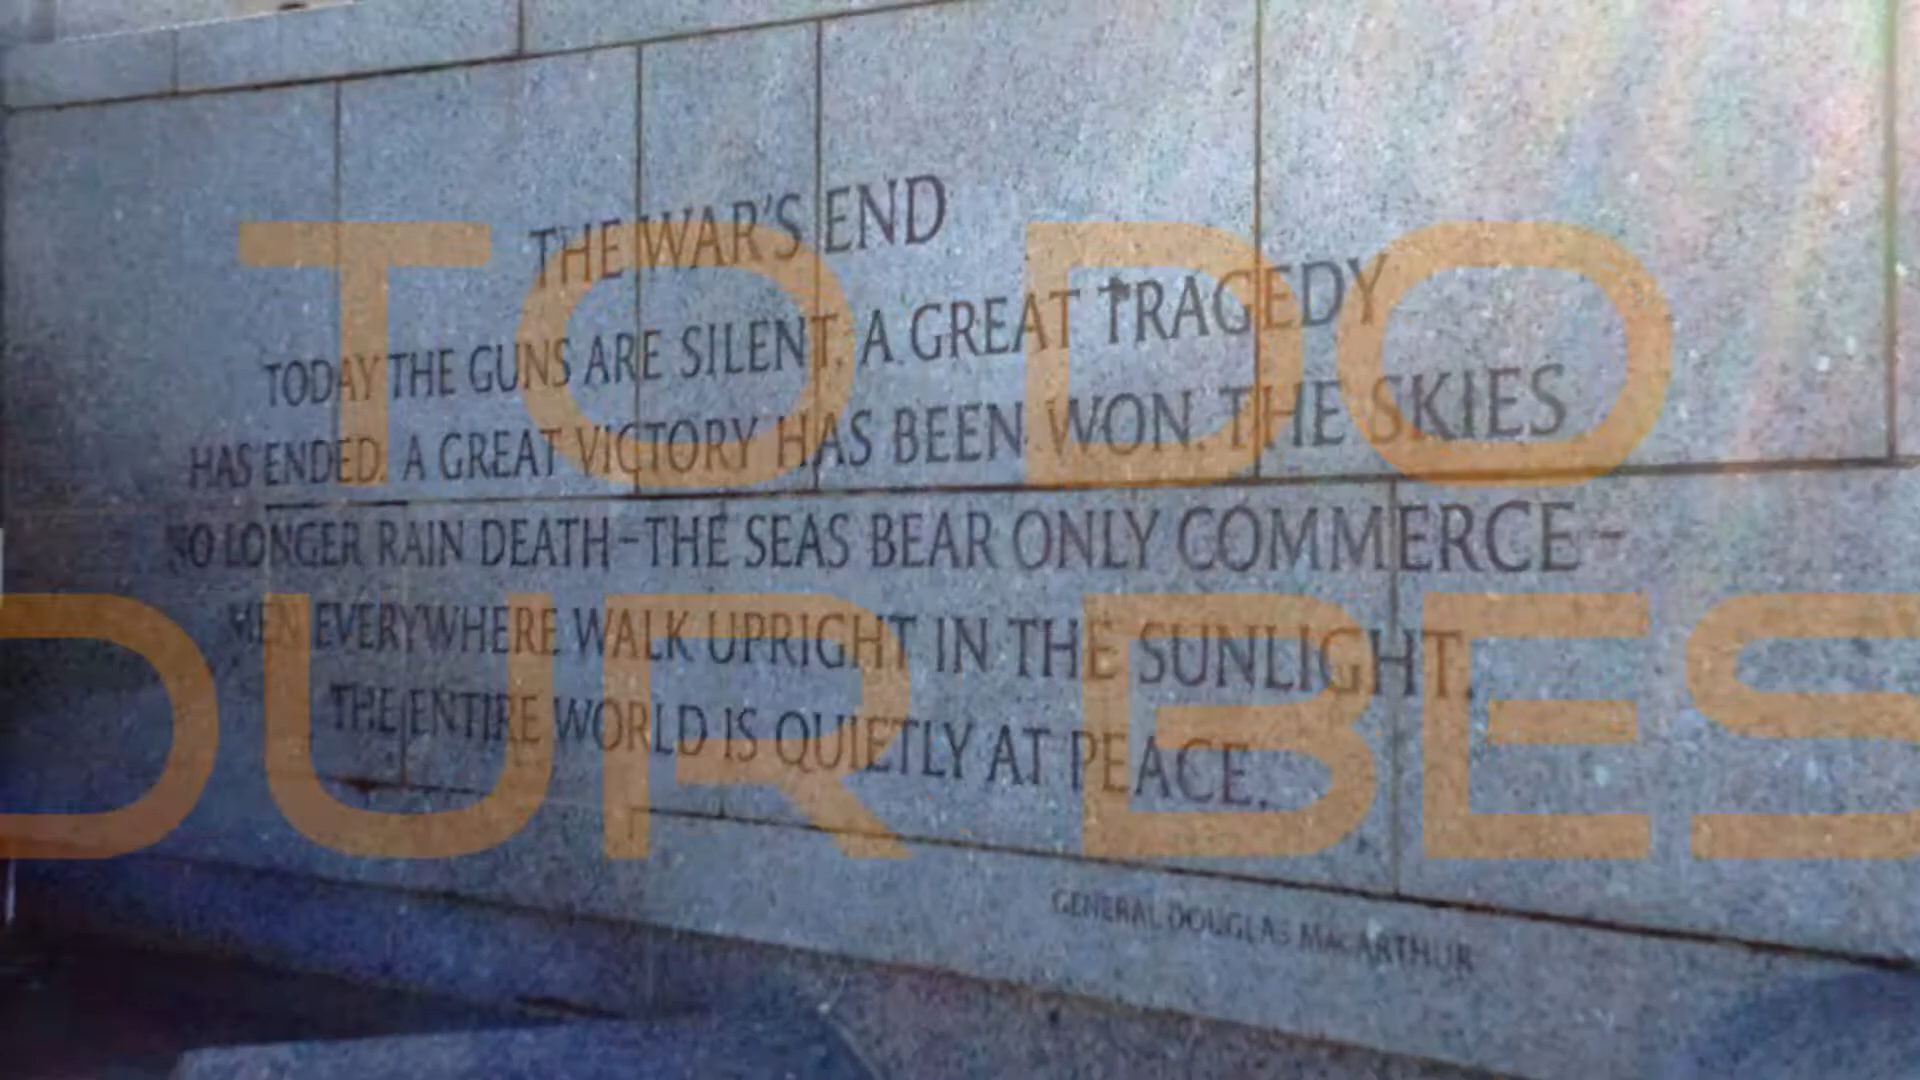 THE WAR'S END
TODAY THE GUNS ARE SILENT. A GREAT TRAGEDY
HAS ENDED. A GREAT VICTORY HAS BEEN WON. THE SKIES
NO LONGER RAIN DEATH-THE SEAS BEAR ONLY COMMERCE-
MEN EVERYWHERE WALK UPRIGHT IN THE SUNLIGHT.
THE ENTIRE WORLD IS QUIETLY AT PEACE.
GENERAL DOUGLAS MACARTHUR
TO DO
OUR BES